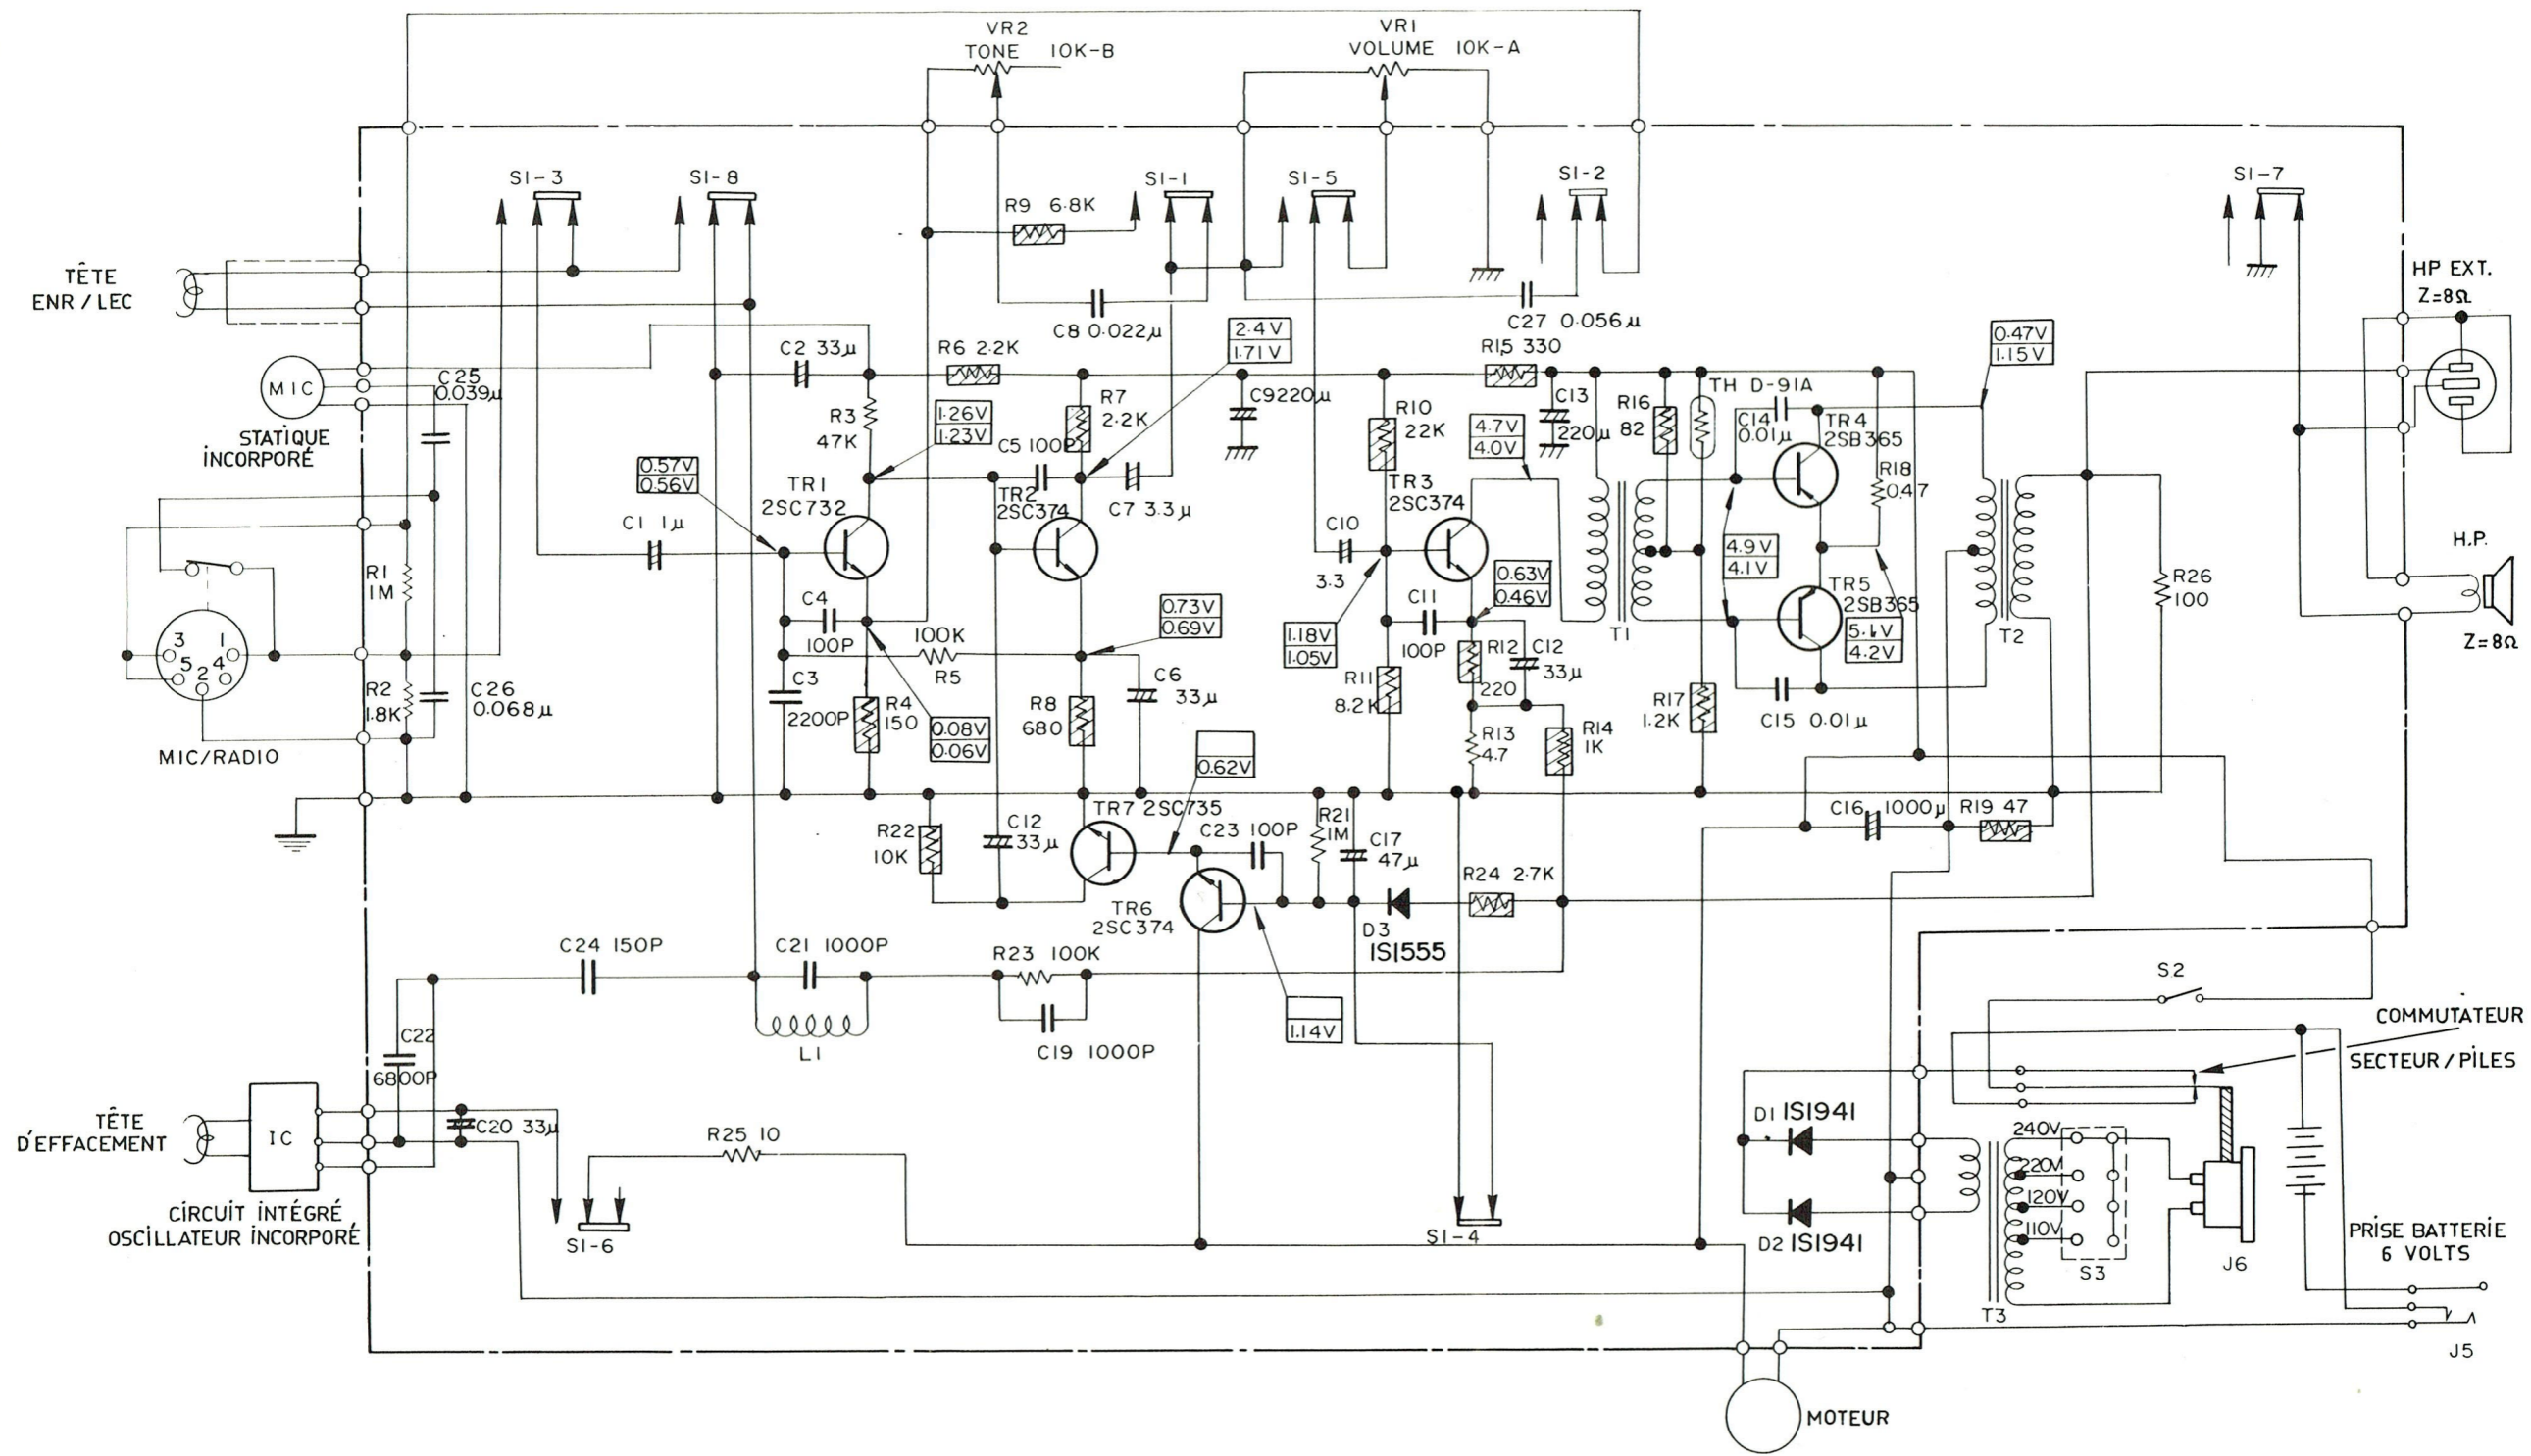 VR2
TONE 10K-B
VR1
VOLUME 10K-A
S1-3
S1-8
R9 6.8K
S1-1
S1-5
S1-2
S1-7
TÊTE
ENR / LEC
HP EXT.
Z=8Ω
C8 0.022µ
C27 0.056µ
2.4V
1.71V
0.47V
1.15V
C2 33µ
R6 2.2K
R15 330
MIC
C25
0.039µ
STATIQUE
INCORPORÉ
R3
47K
1.26V
1.23V
R7
2.2K
C9 220µ
R10
22K
4.7V
4.0V
C13
220µ
R16
82
TH D-91A
C14
0.01µ
TR4
2SB365
C5 100P
0.57V
0.56V
TR1
2SC732
TR2
2SC374
C7 3.3µ
TR3
2SC374
R18
0.47
C1 1µ
C10
3.3
4.9V
4.1V
H.P.
Z=8Ω
R1
1M
C4
100P
100K
R5
0.73V
0.69V
1.18V
1.05V
C11
100P
0.63V
0.46V
T1
TR5
2SB365
5.1V
4.2V
T2
R26
100
3
1
5
2
4
R2
1.8K
C26
0.068µ
C3
2200P
R4
150
0.08V
0.06V
R8
680
C6
33µ
R11
8.2K
R12
220
C12
33µ
R13
4.7
R14
1K
R17
1.2K
C15 0.01µ
MIC/RADIO
0.62V
R22
10K
C12
33µ
TR7 2SC735
C23 100P
R21
1M
C17
47µ
C16 1000µ
R19 47
TR6
2SC374
R24 2.7K
D3
1S1555
C24 150P
C21 1000P
R23 100K
1.14V
S2
L1
C19 1000P
COMMUTATEUR
SECTEUR / PILES
C22
6800P
TÊTE
D'EFFACEMENT
IC
C20 33µ
R25 10
D1 1S1941
240V
220V
120V
110V
CIRCUIT INTÉGRÉ
OSCILLATEUR INCORPORÉ
S1-6
S1-4
D2 1S1941
S3
J6
PRISE BATTERIE
6 VOLTS
T3
J5
MOTEUR